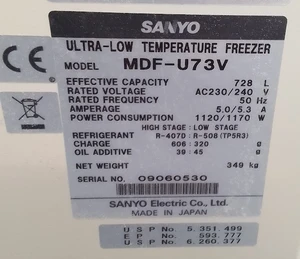 SANYO
ULTRA-LOW TEMPERATURE FREEZER
MODEL MDF-U73V
EFFECTIVE CAPACITY 728 L
RATED VOLTAGE AC230/240 V
RATED FREQUENCY 50 Hz
AMPERAGE 5.0/5.3 A
POWER CONSUMPTION 1120/1170 W
HIGH STAGE : LOW STAGE
REFRIGERANT R-407D : R-508 (TP5R3)
CHARGE 606 : 320 g
OIL ADDITIVE 39 : 45 g
NET WEIGHT 349 kg
SERIAL NO. 09060530
SANYO Electric Co., Ltd.
MADE IN JAPAN
U S P No. 5.351.499
E P No. 593.777
U S P No. 6.260.377
CE